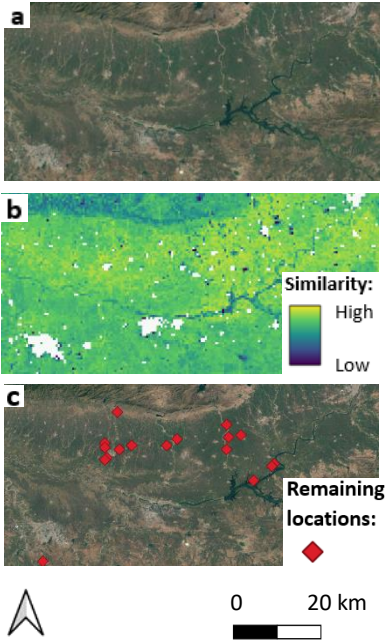 a
b
Similarity:
High
Low
c
Remaining
locations:
0 20 km